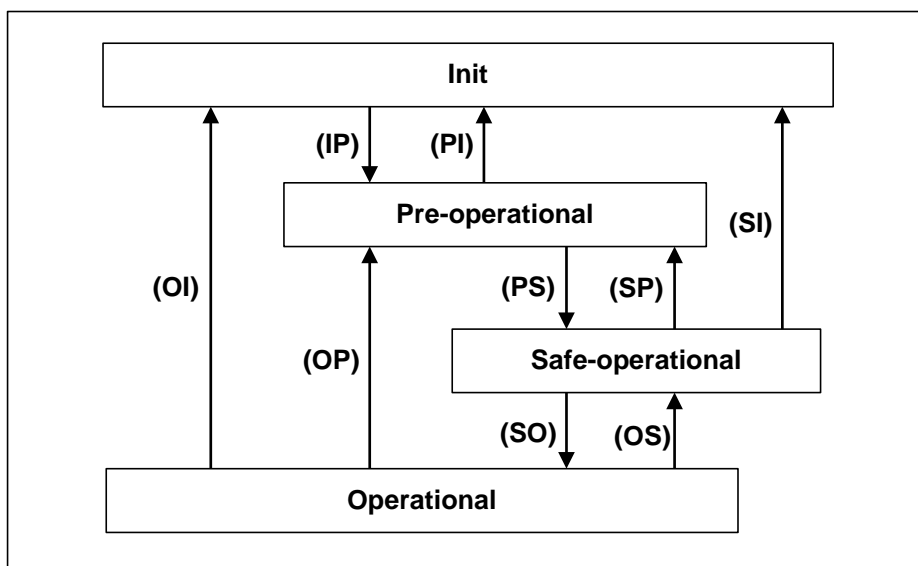 Init
(IP)
(PI)
Pre-operational
(SI)
(OI)
(PS)
(SP)
(OP)
Safe-operational
(SO)
(OS)
Operational